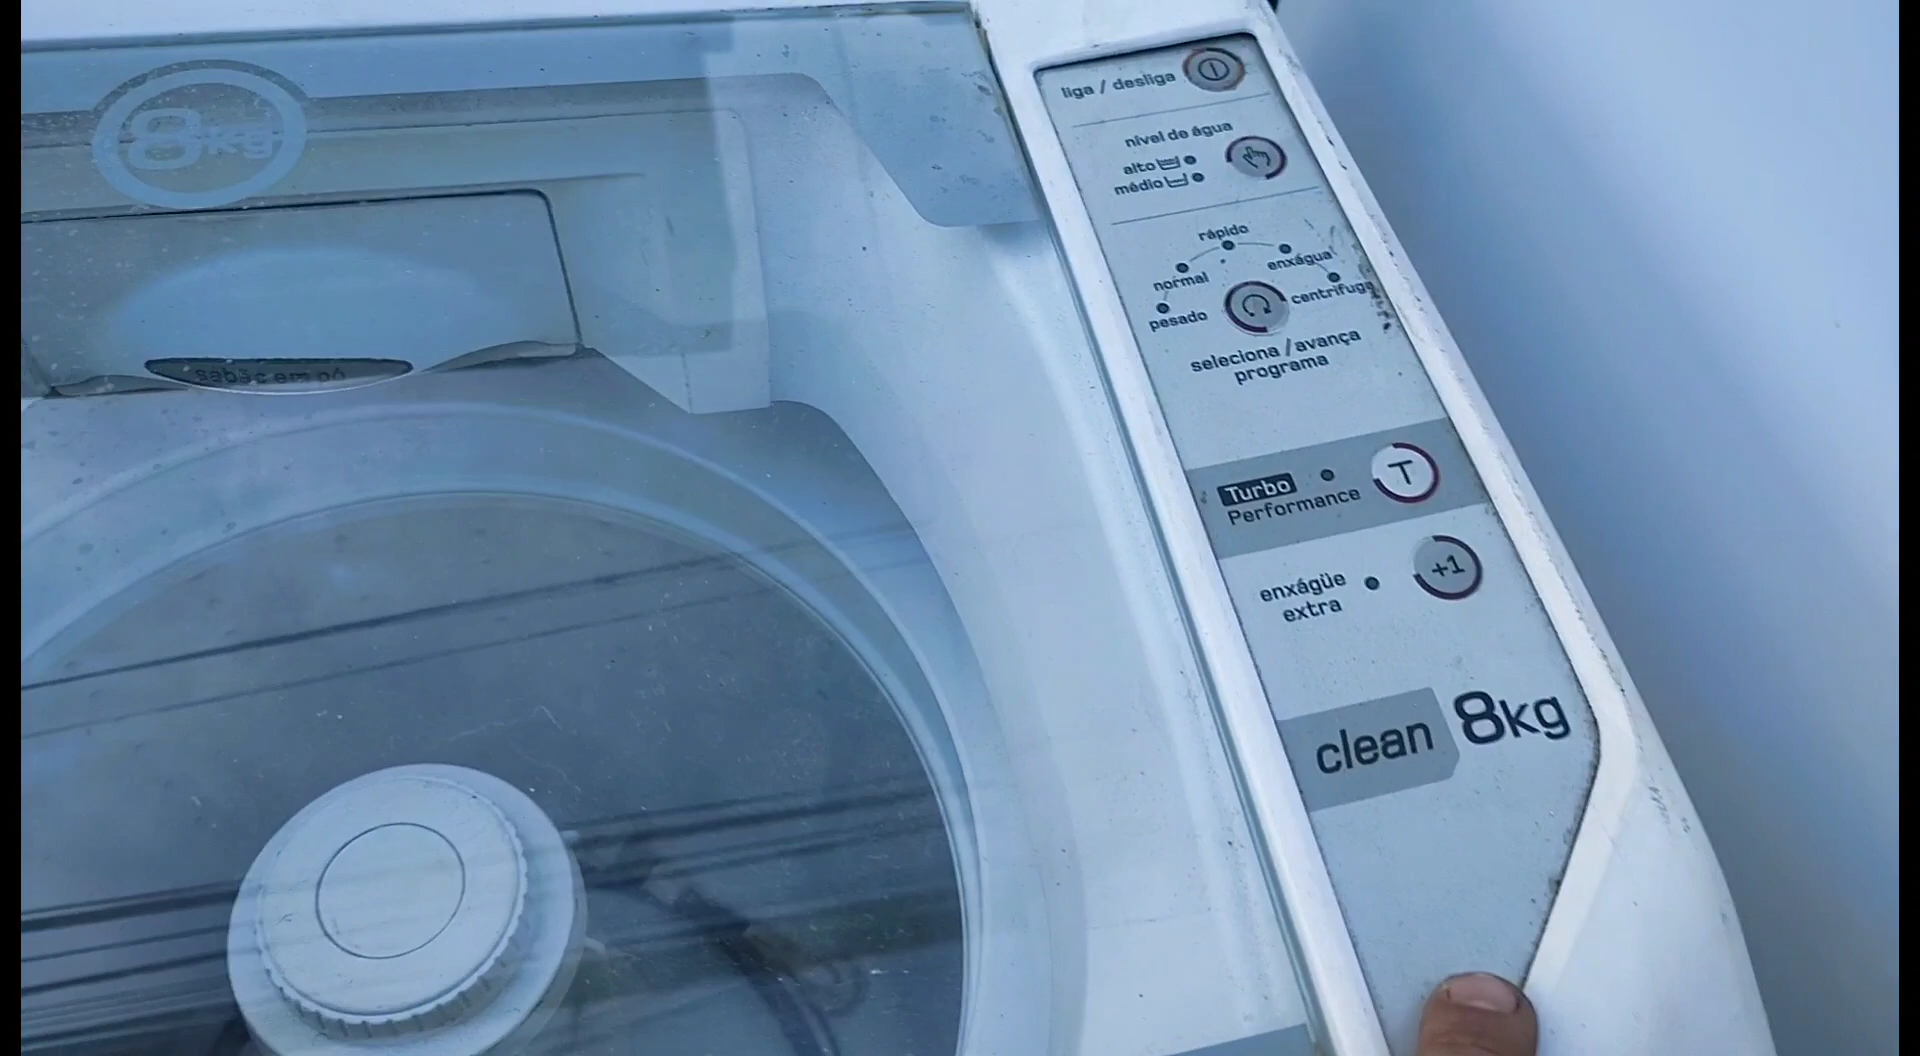 8kg
sabão em pó
liga / desliga
nível de água
alto
médio
rápido
enxágua
normal
centrífuga
pesado
seleciona / avança
programa
Turbo
Performance
T
enxágüe
extra
+1
clean 8kg